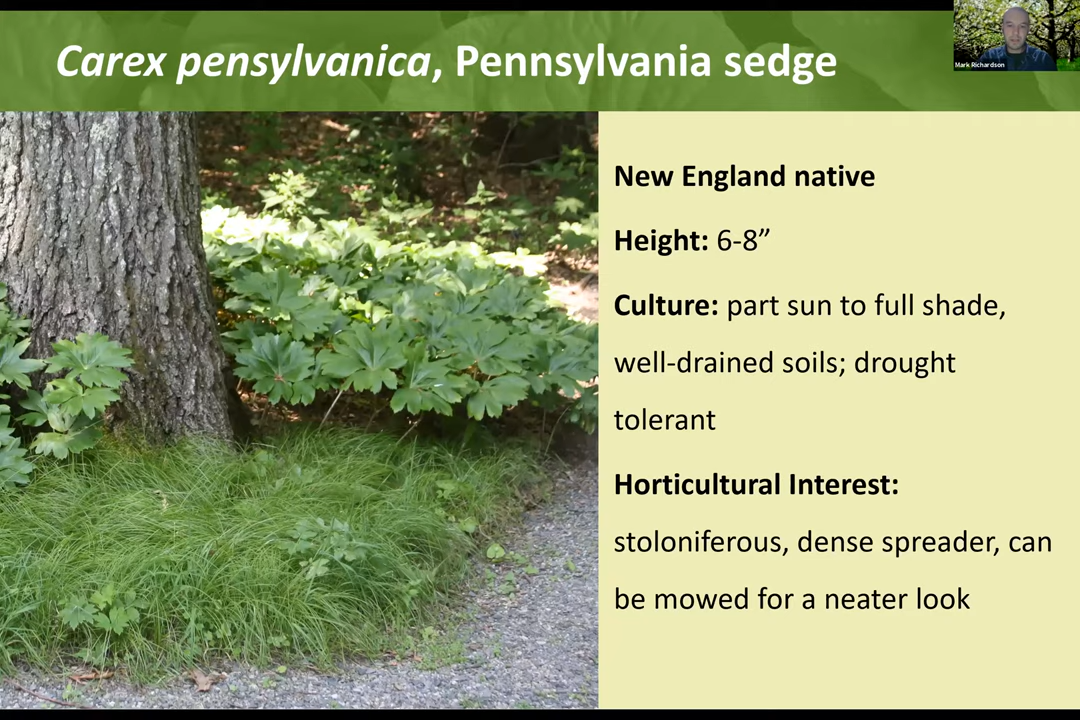 Carex pensylvanica, Pennsylvania sedge
Mark Richardson
New England native
Height: 6-8”
Culture: part sun to full shade,
well-drained soils; drought
tolerant
Horticultural Interest:
stoloniferous, dense spreader, can
be mowed for a neater look